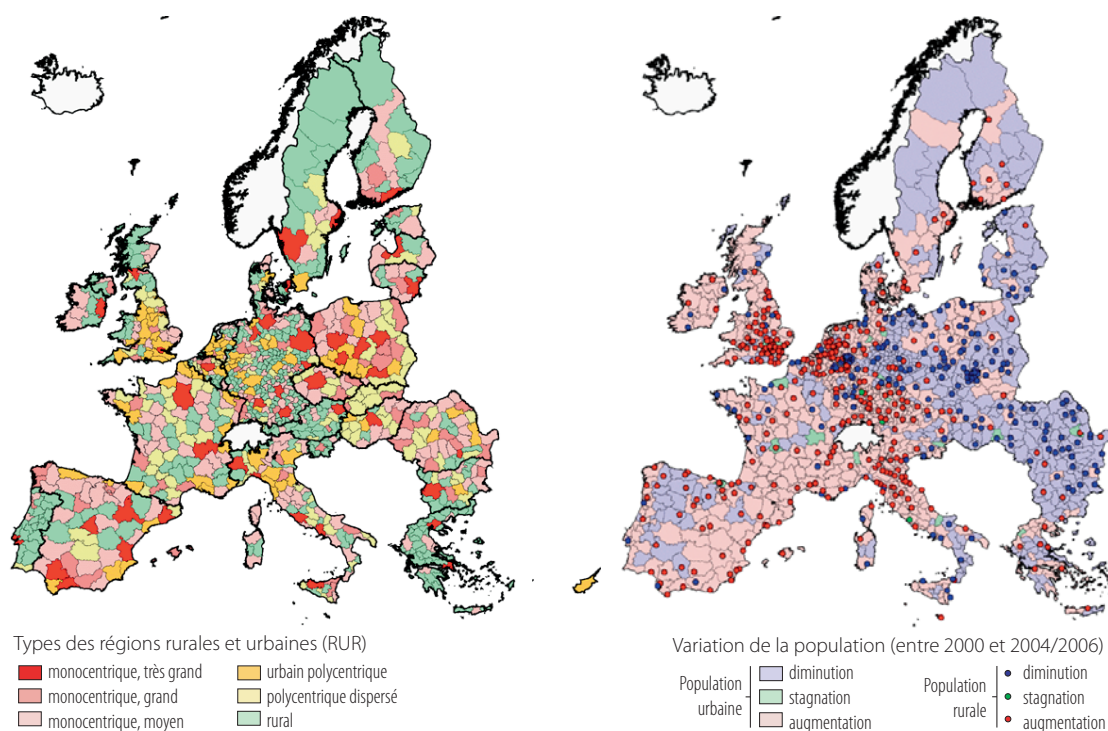 Types des régions rurales et urbaines (RUR)
monocentrique, très grand
monocentrique, grand
monocentrique, moyen
urbain polycentrique
polycentrique dispersé
rural
Variation de la population (entre 2000 et 2004/2006)
Population
urbaine
diminution
stagnation
augmentation
Population
rurale
diminution
stagnation
augmentation